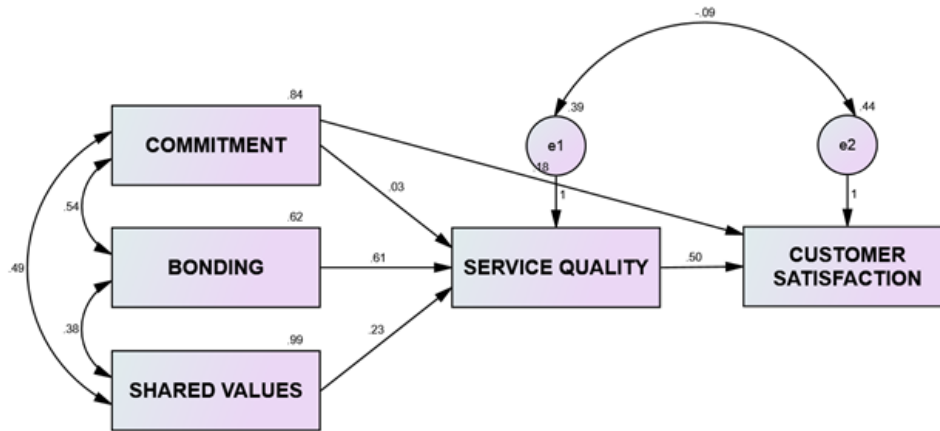 -.09
.84
.39
.44
COMMITMENT
e1
e2
.18
.03
1
1
.54
.62
BONDING
.61
SERVICE QUALITY
.50
CUSTOMER
SATISFACTION
.49
.38
.23
.99
SHARED VALUES